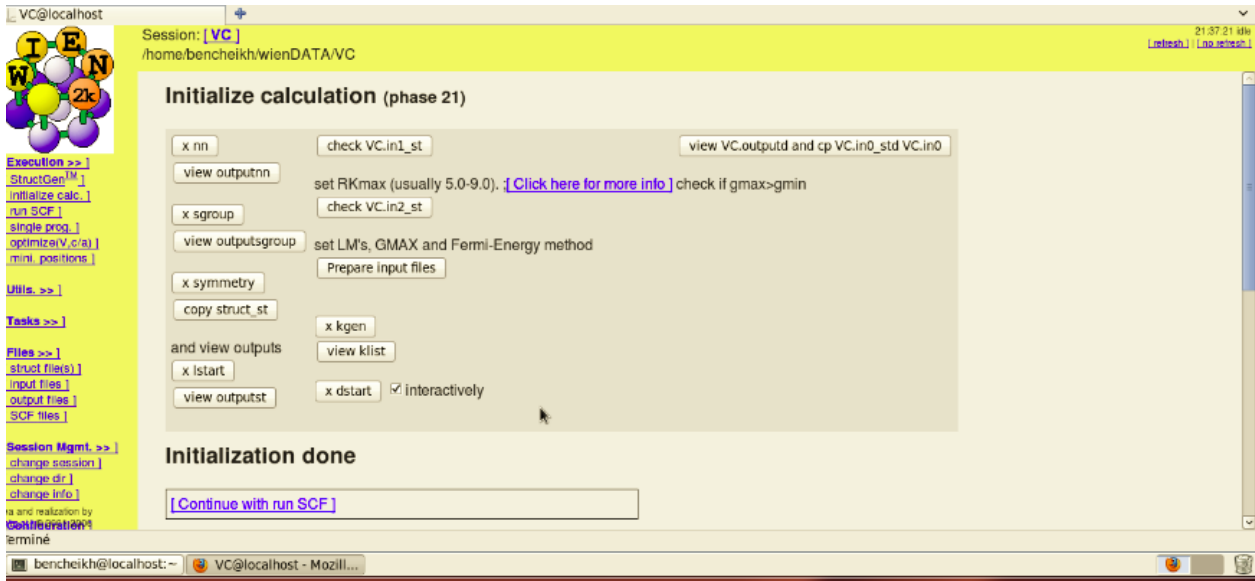 VC@localhost
W I E N 2k
Session: [ VC ]
/home/bencheikh/wienDATA/VC
21:37:21 idle
[ refresh ] | [ no refresh ]
Execution >> ]
StructGen™ ]
initialize calc. ]
run SCF ]
single prog. ]
optimize(V,c/a) ]
mini. positions ]
Utils. >> ]
Tasks >> ]
Files >> ]
struct file(s) ]
input files ]
output files ]
SCF files ]
Session Mgmt. >> ]
change session ]
change dir ]
change info ]
and realization by
Configuration
Initialize calculation (phase 21)
x nn
view outputnn
x sgroup
view outputsgroup
x symmetry
copy struct_st
and view outputs
x lstart
view outputst
check VC.in1_st
set RKmax (usually 5.0-9.0). ;[ Click here for more info ] check if gmax>gmin
check VC.in2_st
set LM's, GMAX and Fermi-Energy method
Prepare input files
x kgen
view klist
x dstart interactively
view VC.outputd and cp VC.in0_std VC.in0
Initialization done
[ Continue with run SCF ]
Terminé
bencheikh@localhost:~
VC@localhost - Mozill...